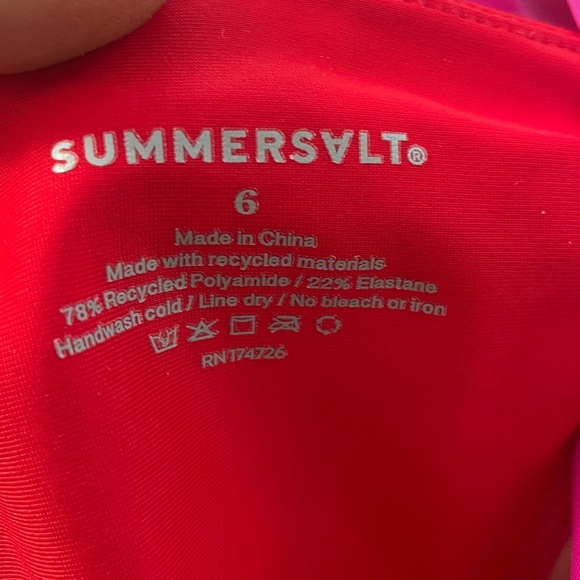 SUMMERSALT®
6
Made in China
Made with recycled materials
78% Recycled Polyamide / 22% Elastane
Handwash cold / Line dry / No bleach or iron
RN174726